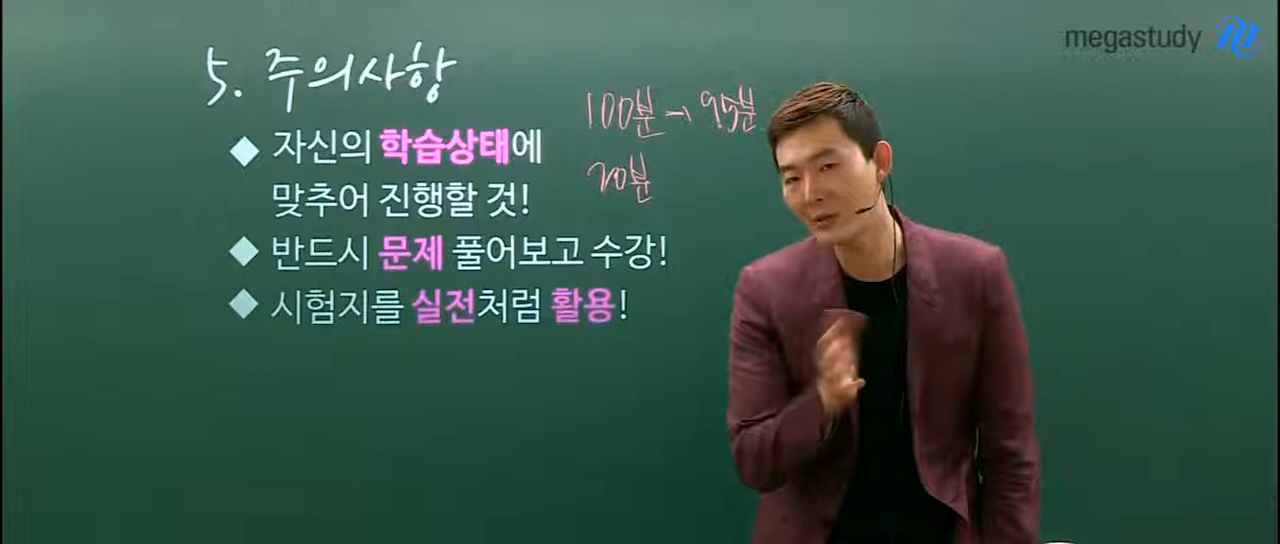 megastudy
5. 주의사항
100분→95분
20분
◆ 자신의 학습상태에
맞추어 진행할 것!
◆ 반드시 문제 풀어보고 수강!
◆ 시험지를 실전처럼 활용!